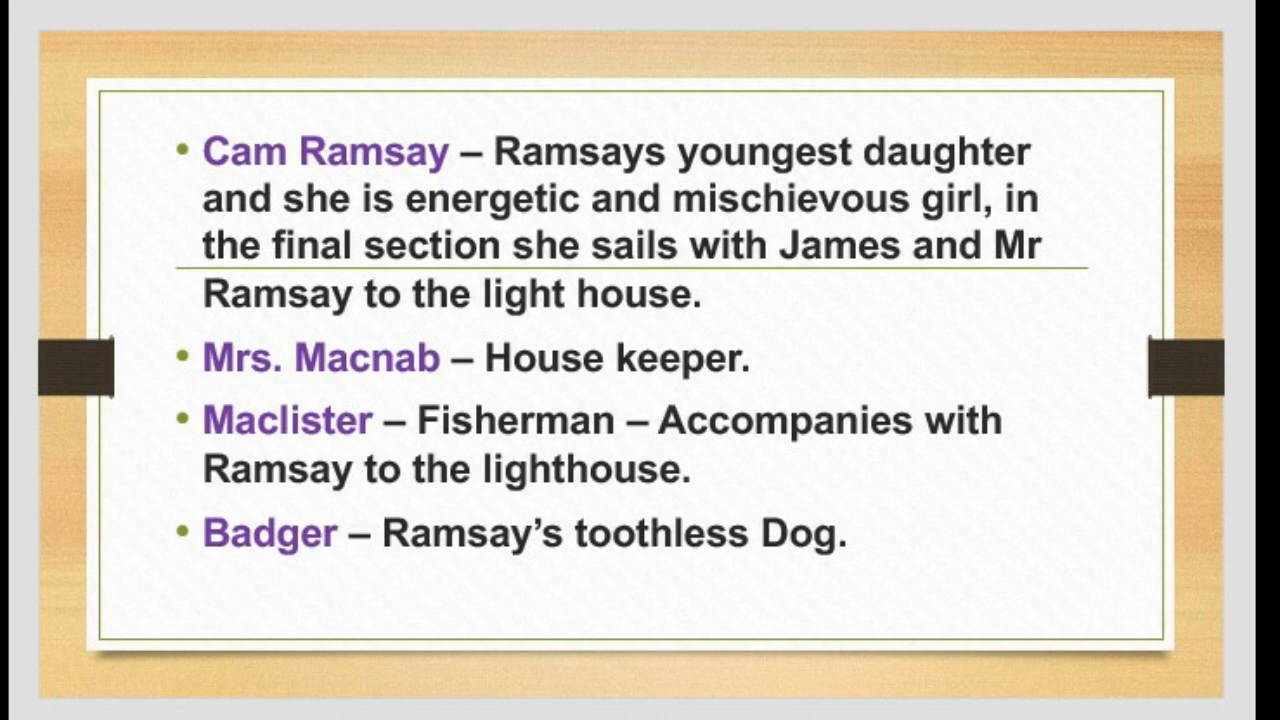 • Cam Ramsay – Ramsays youngest daughter
and she is energetic and mischievous girl, in
the final section she sails with James and Mr
Ramsay to the light house.
• Mrs. Macnab – House keeper.
• Maclister – Fisherman – Accompanies with
Ramsay to the lighthouse.
• Badger – Ramsay’s toothless Dog.